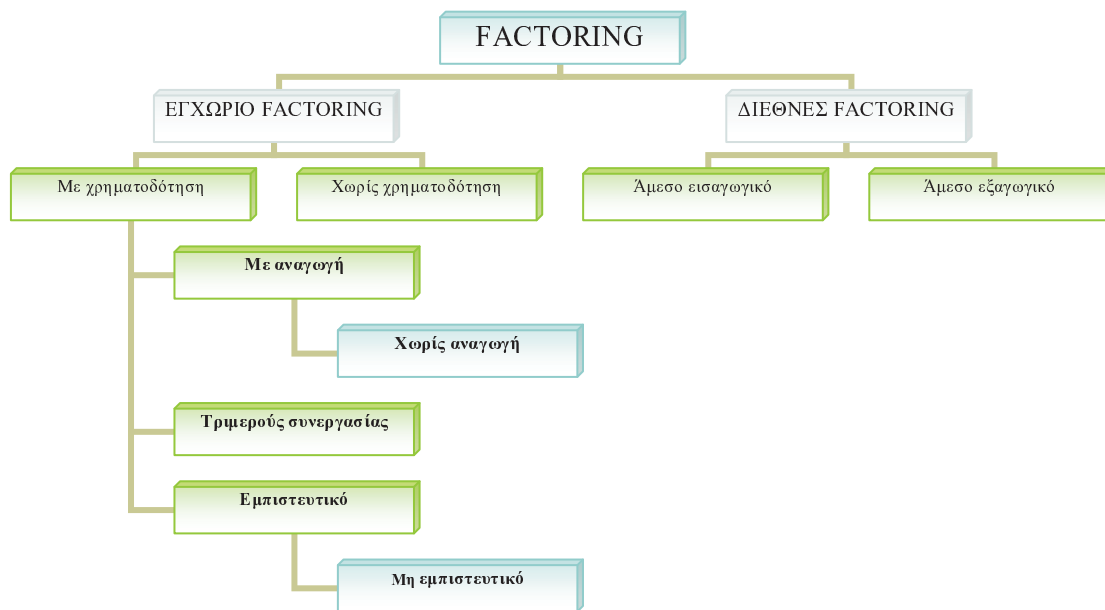 FACTORING
ΕΓΧΩΡΙΟ FACTORING
ΔΙΕΘΝΕΣ FACTORING
Με χρηματοδότηση
Χωρίς χρηματοδότηση
Άμεσο εισαγωγικό
Άμεσο εξαγωγικό
Με αναγωγή
Χωρίς αναγωγή
Τριμερούς συνεργασίας
Εμπιστευτικό
Μη εμπιστευτικό